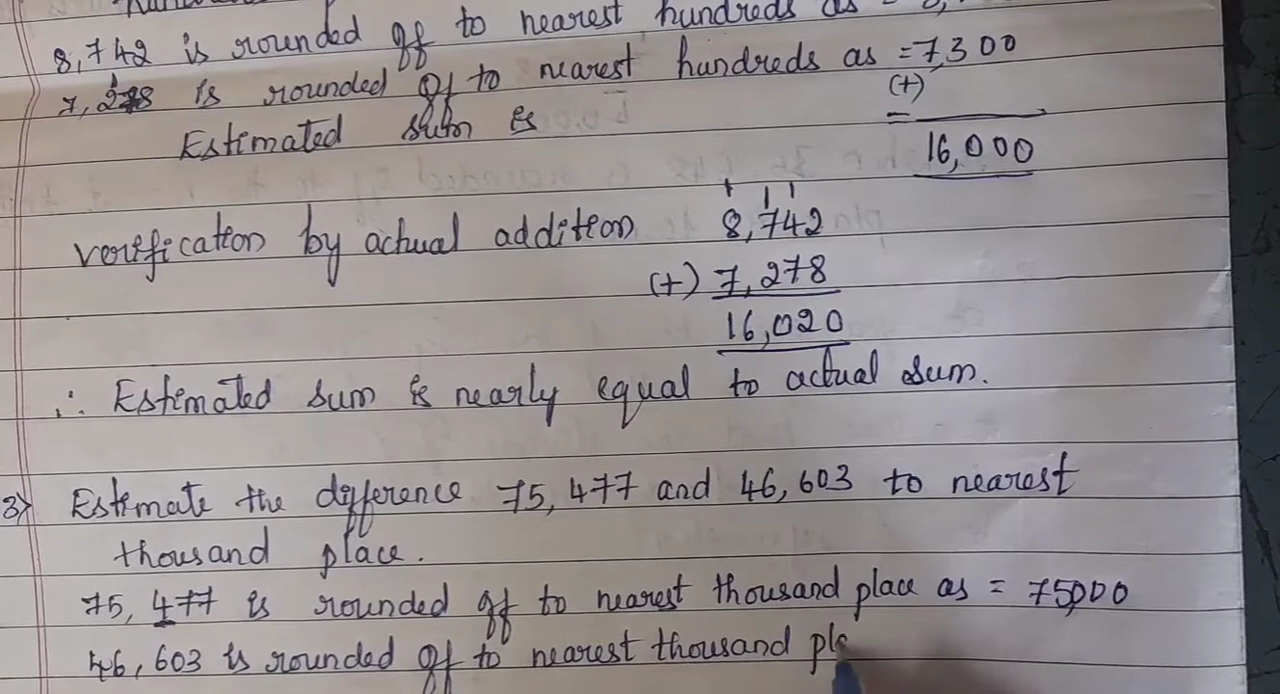 8,742 is rounded off to nearest hundreds as =
7,278 is rounded off to nearest hundreds as = 7,300
(+)
Estimated sum is = 16,000
verification by actual addition 8,742
(+) 7,278
16,020
∴ Estimated sum is nearly equal to actual sum.
3) Estimate the difference 75,477 and 46,603 to nearest
thousand place.
75,477 is rounded off to nearest thousand place as = 75,000
46,603 is rounded off to nearest thousand pla